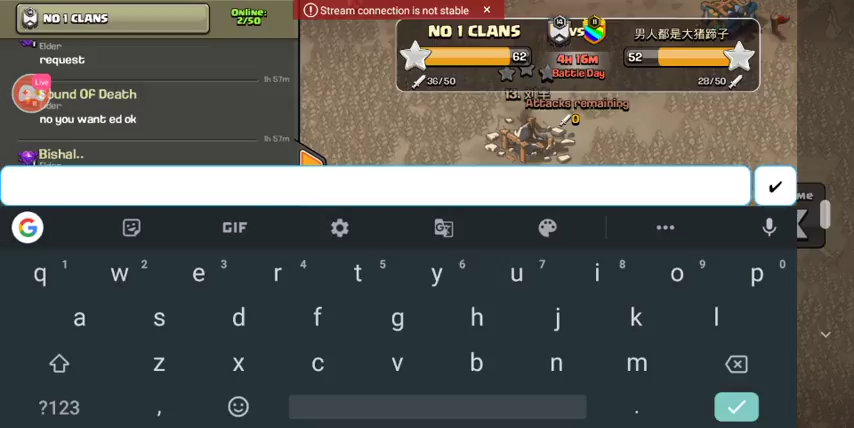 NO 1 CLANS
Online:
2/50
Stream connection is not stable
Elder
request
1h 57m
Live
Sound Of Death
no you want ed ok
1h 57m
Bishal..
NO 1 CLANS
14
VS
11
男人都是大猪蹄子
62
52
4H 16M
Battle Day
36/50
28/50
Attacks remaining
0
✔
G
GIF
q 1 w 2 e 3 r 4 t 5 y 6 u 7 i 8 o 9 p 0
a s d f g h j k l
z x c v b n m
?123 , .